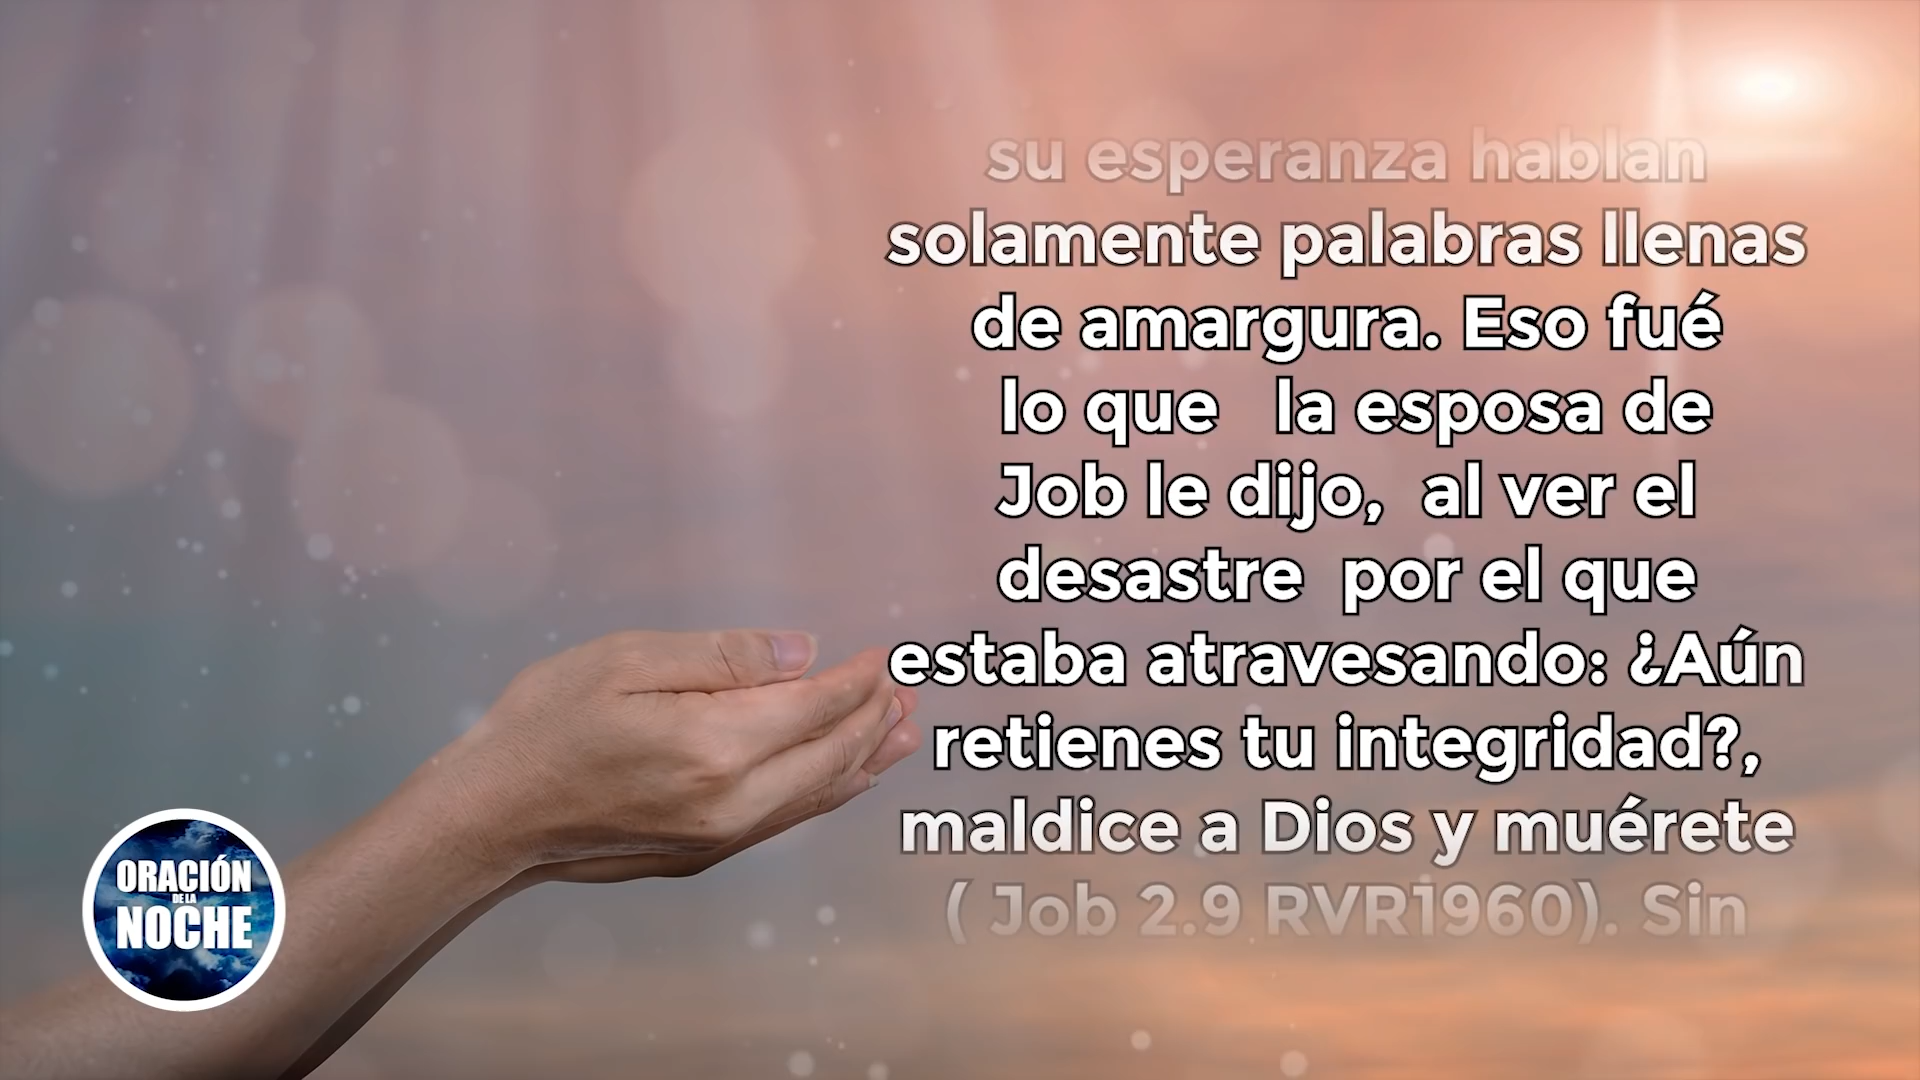 su esperanza hablan
solamente palabras llenas
de amargura. Eso fué
lo que la esposa de
Job le dijo, al ver el
desastre por el que
estaba atravesando: ¿Aún
retienes tu integridad?,
maldice a Dios y muérete
( Job 2.9 RVR1960). Sin
ORACIÓN
DE LA
NOCHE